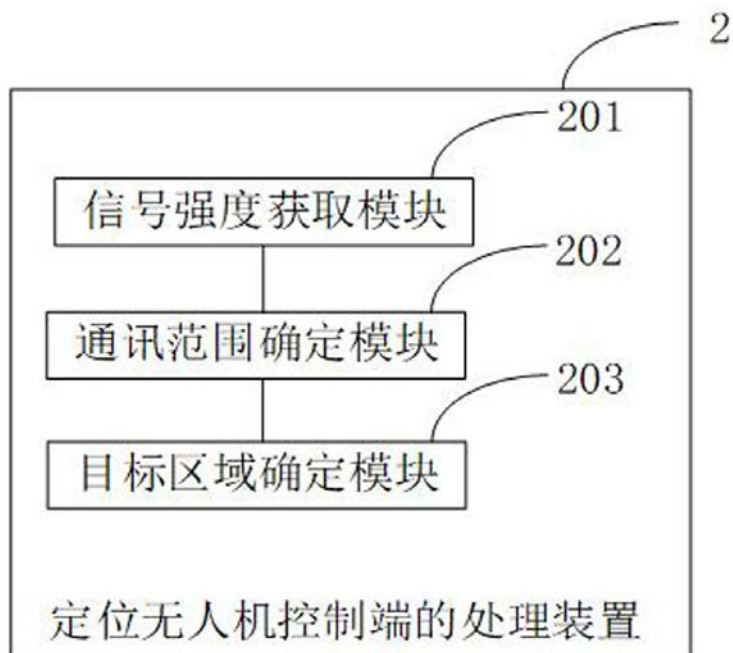 2
201
信号强度获取模块
202
通讯范围确定模块
203
目标区域确定模块
定位无人机控制端的处理装置